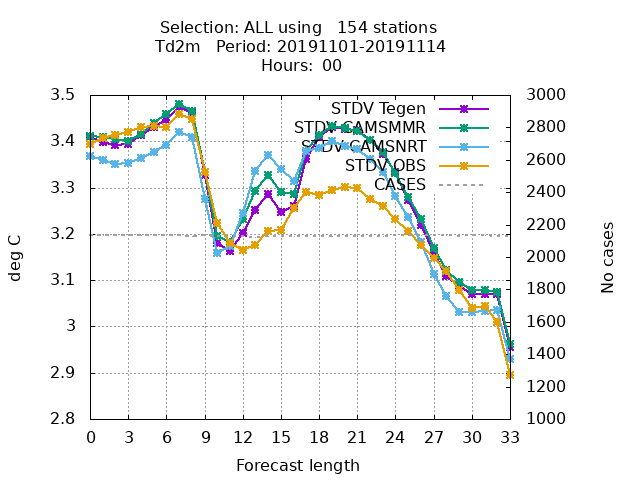 Selection: ALL using   154 stations
Td2m   Period: 20191101-20191114
Hours:  00
STDV Tegen
STDV CAMSMMR
STDV CAMSNRT
STDV OBS
CASES
3.5
3.4
3.3
3.2
3.1
3
2.9
2.8
deg C
3000
2800
2600
2400
2200
2000
1800
1600
1400
1200
1000
No cases
0 3 6 9 12 15 18 21 24 27 30 33
Forecast length